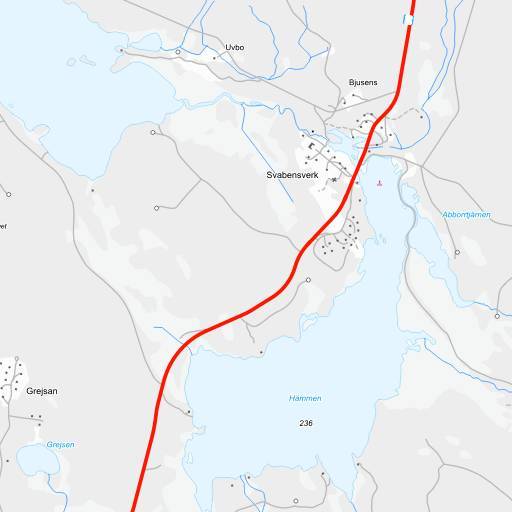 Uvbo
Bjusens
Svabensverk
Abborrtjärnen
Hämmen
236
Grejsan
Grejsen